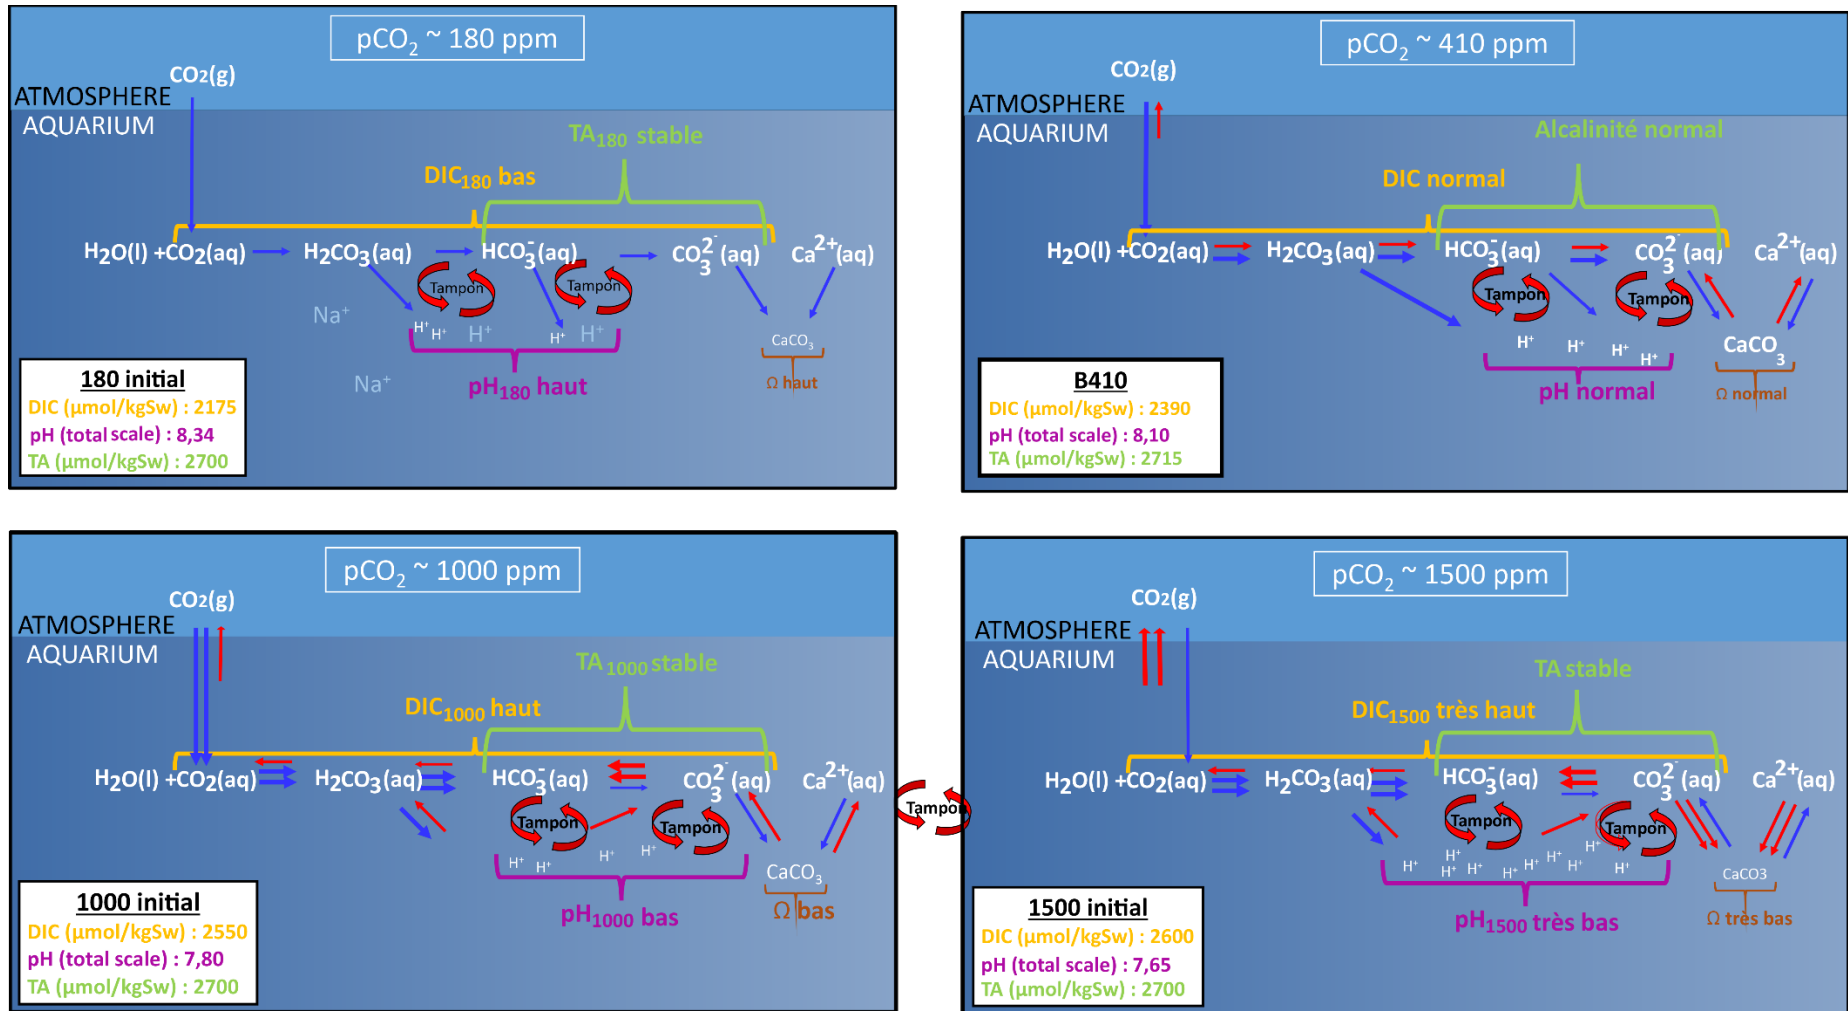 pCO₂ ~ 180 ppm
CO₂(g)
ATMOSPHERE
AQUARIUM
TA₁₈₀ stable
DIC₁₈₀ bas
H₂O(l) +CO₂(aq)
H₂CO₃(aq)
HCO₃⁻(aq)
CO₃²⁻(aq)
Ca²⁺(aq)
Tampon
Tampon
Na⁺
H⁺
H⁺
H⁺
H⁺
H⁺
CaCO₃
Na⁺
pH₁₈₀ haut
Ω haut
180 initial
DIC (µmol/kgSw) : 2175
pH (total scale) : 8,34
TA (µmol/kgSw) : 2700
pCO₂ ~ 410 ppm
CO₂(g)
ATMOSPHERE
AQUARIUM
Alcalinité normal
DIC normal
H₂O(l) +CO₂(aq)
H₂CO₃(aq)
HCO₃⁻(aq)
CO₃²⁻(aq)
Ca²⁺(aq)
Tampon
Tampon
H⁺
H⁺
H⁺
H⁺
CaCO₃
pH normal
Ω normal
B410
DIC (µmol/kgSw) : 2390
pH (total scale) : 8,10
TA (µmol/kgSw) : 2715
pCO₂ ~ 1000 ppm
CO₂(g)
ATMOSPHERE
AQUARIUM
TA₁₀₀₀ stable
DIC₁₀₀₀ haut
H₂O(l) +CO₂(aq)
H₂CO₃(aq)
HCO₃⁻(aq)
CO₃²⁻(aq)
Ca²⁺(aq)
Tampon
Tampon
Tampon
H⁺
H⁺
H⁺
H⁺
CaCO₃
pH₁₀₀₀ bas
Ω bas
1000 initial
DIC (µmol/kgSw) : 2550
pH (total scale) : 7,80
TA (µmol/kgSw) : 2700
pCO₂ ~ 1500 ppm
CO₂(g)
ATMOSPHERE
AQUARIUM
TA stable
DIC₁₅₀₀ très haut
H₂O(l) +CO₂(aq)
H₂CO₃(aq)
HCO₃⁻(aq)
CO₃²⁻(aq)
Ca²⁺(aq)
Tampon
Tampon
H⁺
H⁺
H⁺
H⁺
H⁺
H⁺
H⁺
H⁺
H⁺
H⁺
CaCO3
pH₁₅₀₀ très bas
Ω très bas
1500 initial
DIC (µmol/kgSw) : 2600
pH (total scale) : 7,65
TA (µmol/kgSw) : 2700